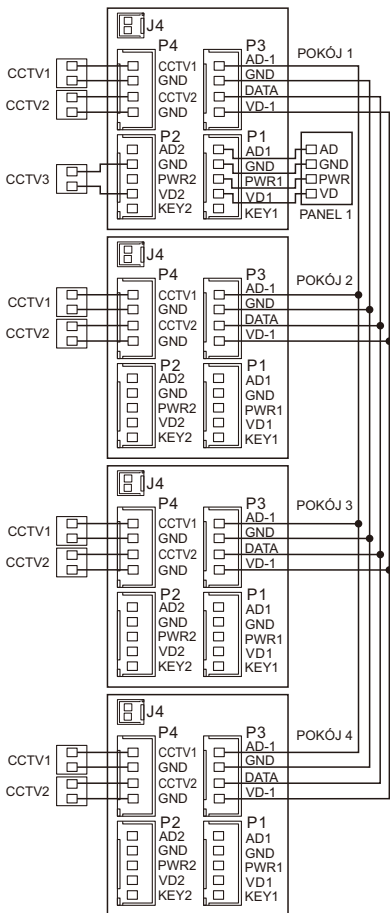 J4
P4 P3 POKÓJ 1
CCTV1 CCTV1 AD-1
GND GND
CCTV2 CCTV2 DATA
GND VD-1
P2 P1
AD2 AD1 AD
CCTV3 GND GND GND
PWR2 PWR1 PWR
VD2 VD1 VD
KEY2 KEY1 PANEL 1
J4
P4 P3 POKÓJ 2
CCTV1 CCTV1 AD-1
GND GND
CCTV2 CCTV2 DATA
GND VD-1
P2 P1
AD2 AD1
GND GND
PWR2 PWR1
VD2 VD1
KEY2 KEY1
J4
P4 P3 POKÓJ 3
CCTV1 CCTV1 AD-1
GND GND
CCTV2 CCTV2 DATA
GND VD-1
P2 P1
AD2 AD1
GND GND
PWR2 PWR1
VD2 VD1
KEY2 KEY1
J4
P4 P3 POKÓJ 4
CCTV1 CCTV1 AD-1
GND GND
CCTV2 CCTV2 DATA
GND VD-1
P2 P1
AD2 AD1
GND GND
PWR2 PWR1
VD2 VD1
KEY2 KEY1